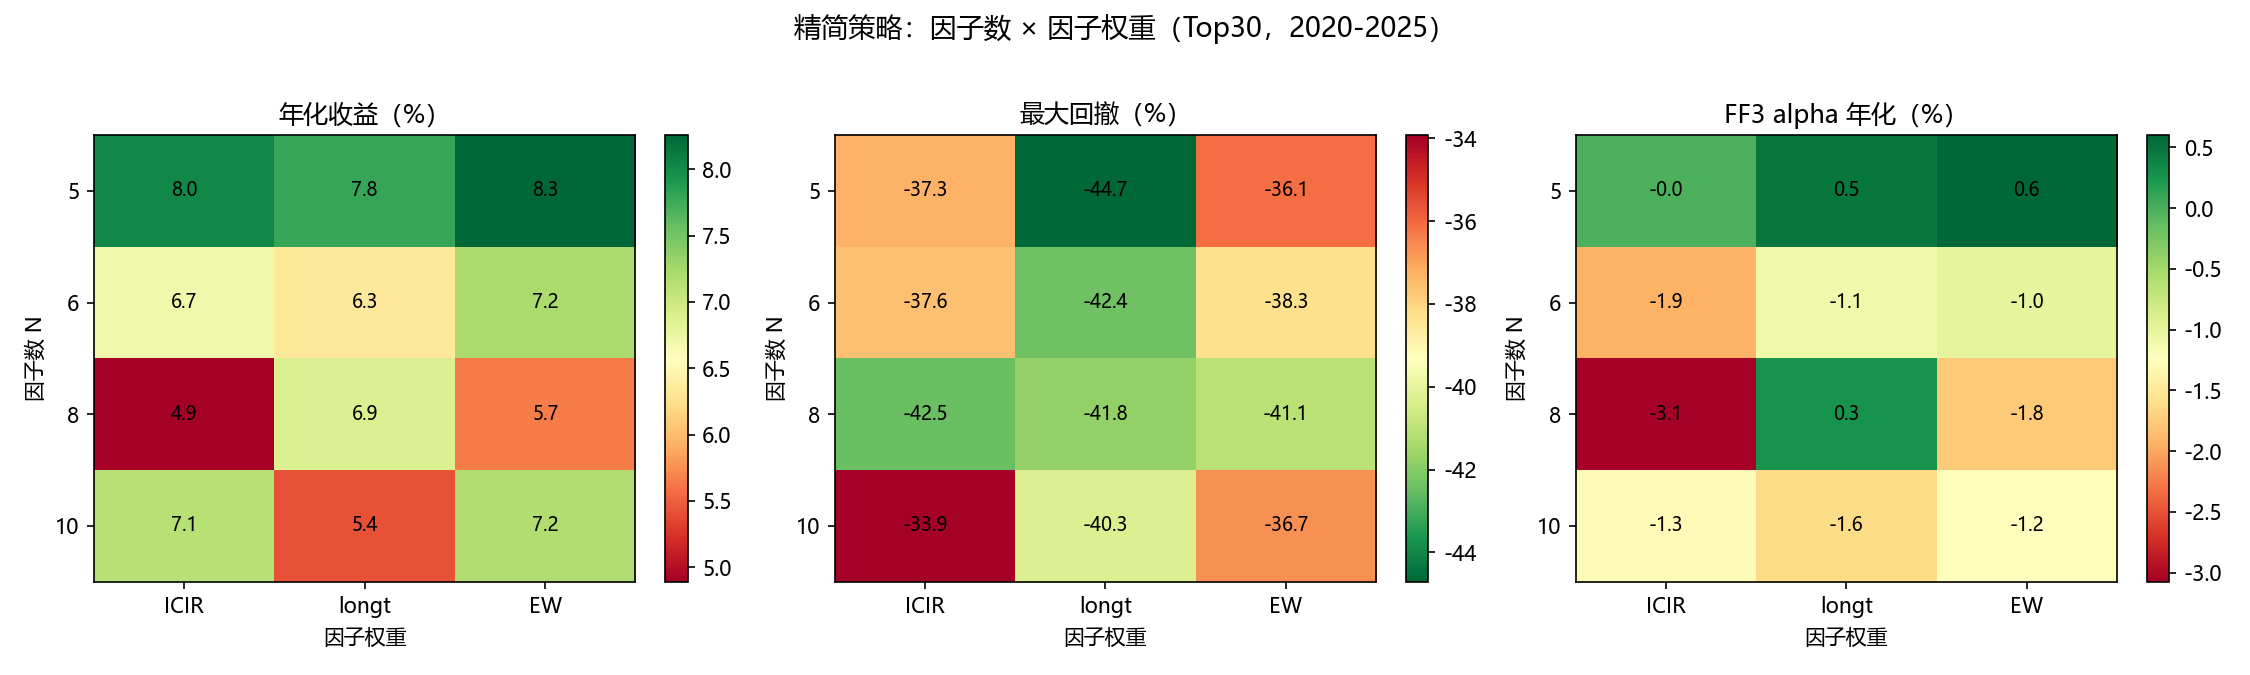 精简策略：因子数 × 因子权重（Top30，2020-2025）
年化收益（%）
因子数 N
5
6
8
10
8.0 7.8 8.3
6.7 6.3 7.2
4.9 6.9 5.7
7.1 5.4 7.2
ICIR longt EW
因子权重
8.0
7.5
7.0
6.5
6.0
5.5
5.0
最大回撤（%）
因子数 N
5
6
8
10
-37.3 -44.7 -36.1
-37.6 -42.4 -38.3
-42.5 -41.8 -41.1
-33.9 -40.3 -36.7
ICIR longt EW
因子权重
-34
-36
-38
-40
-42
-44
FF3 alpha 年化（%）
因子数 N
5
6
8
10
-0.0 0.5 0.6
-1.9 -1.1 -1.0
-3.1 0.3 -1.8
-1.3 -1.6 -1.2
ICIR longt EW
因子权重
0.5
0.0
-0.5
-1.0
-1.5
-2.0
-2.5
-3.0